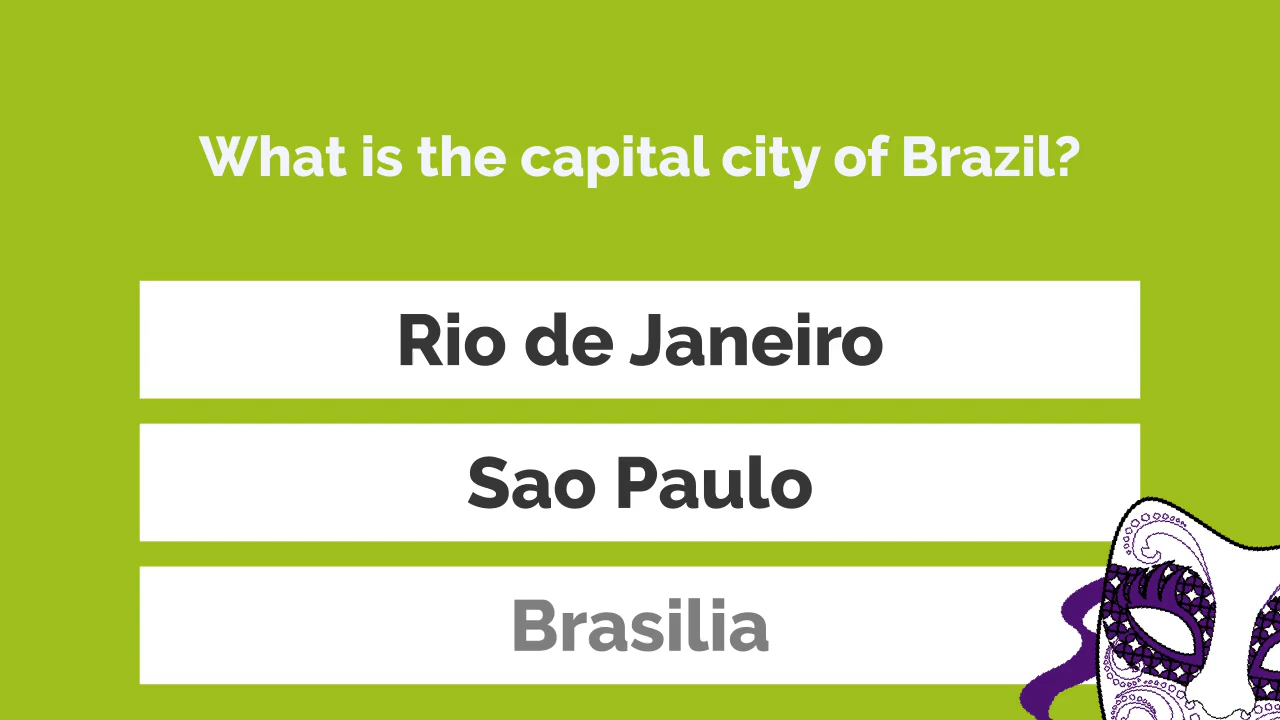 What is the capital city of Brazil?
Rio de Janeiro
Sao Paulo
Brasilia